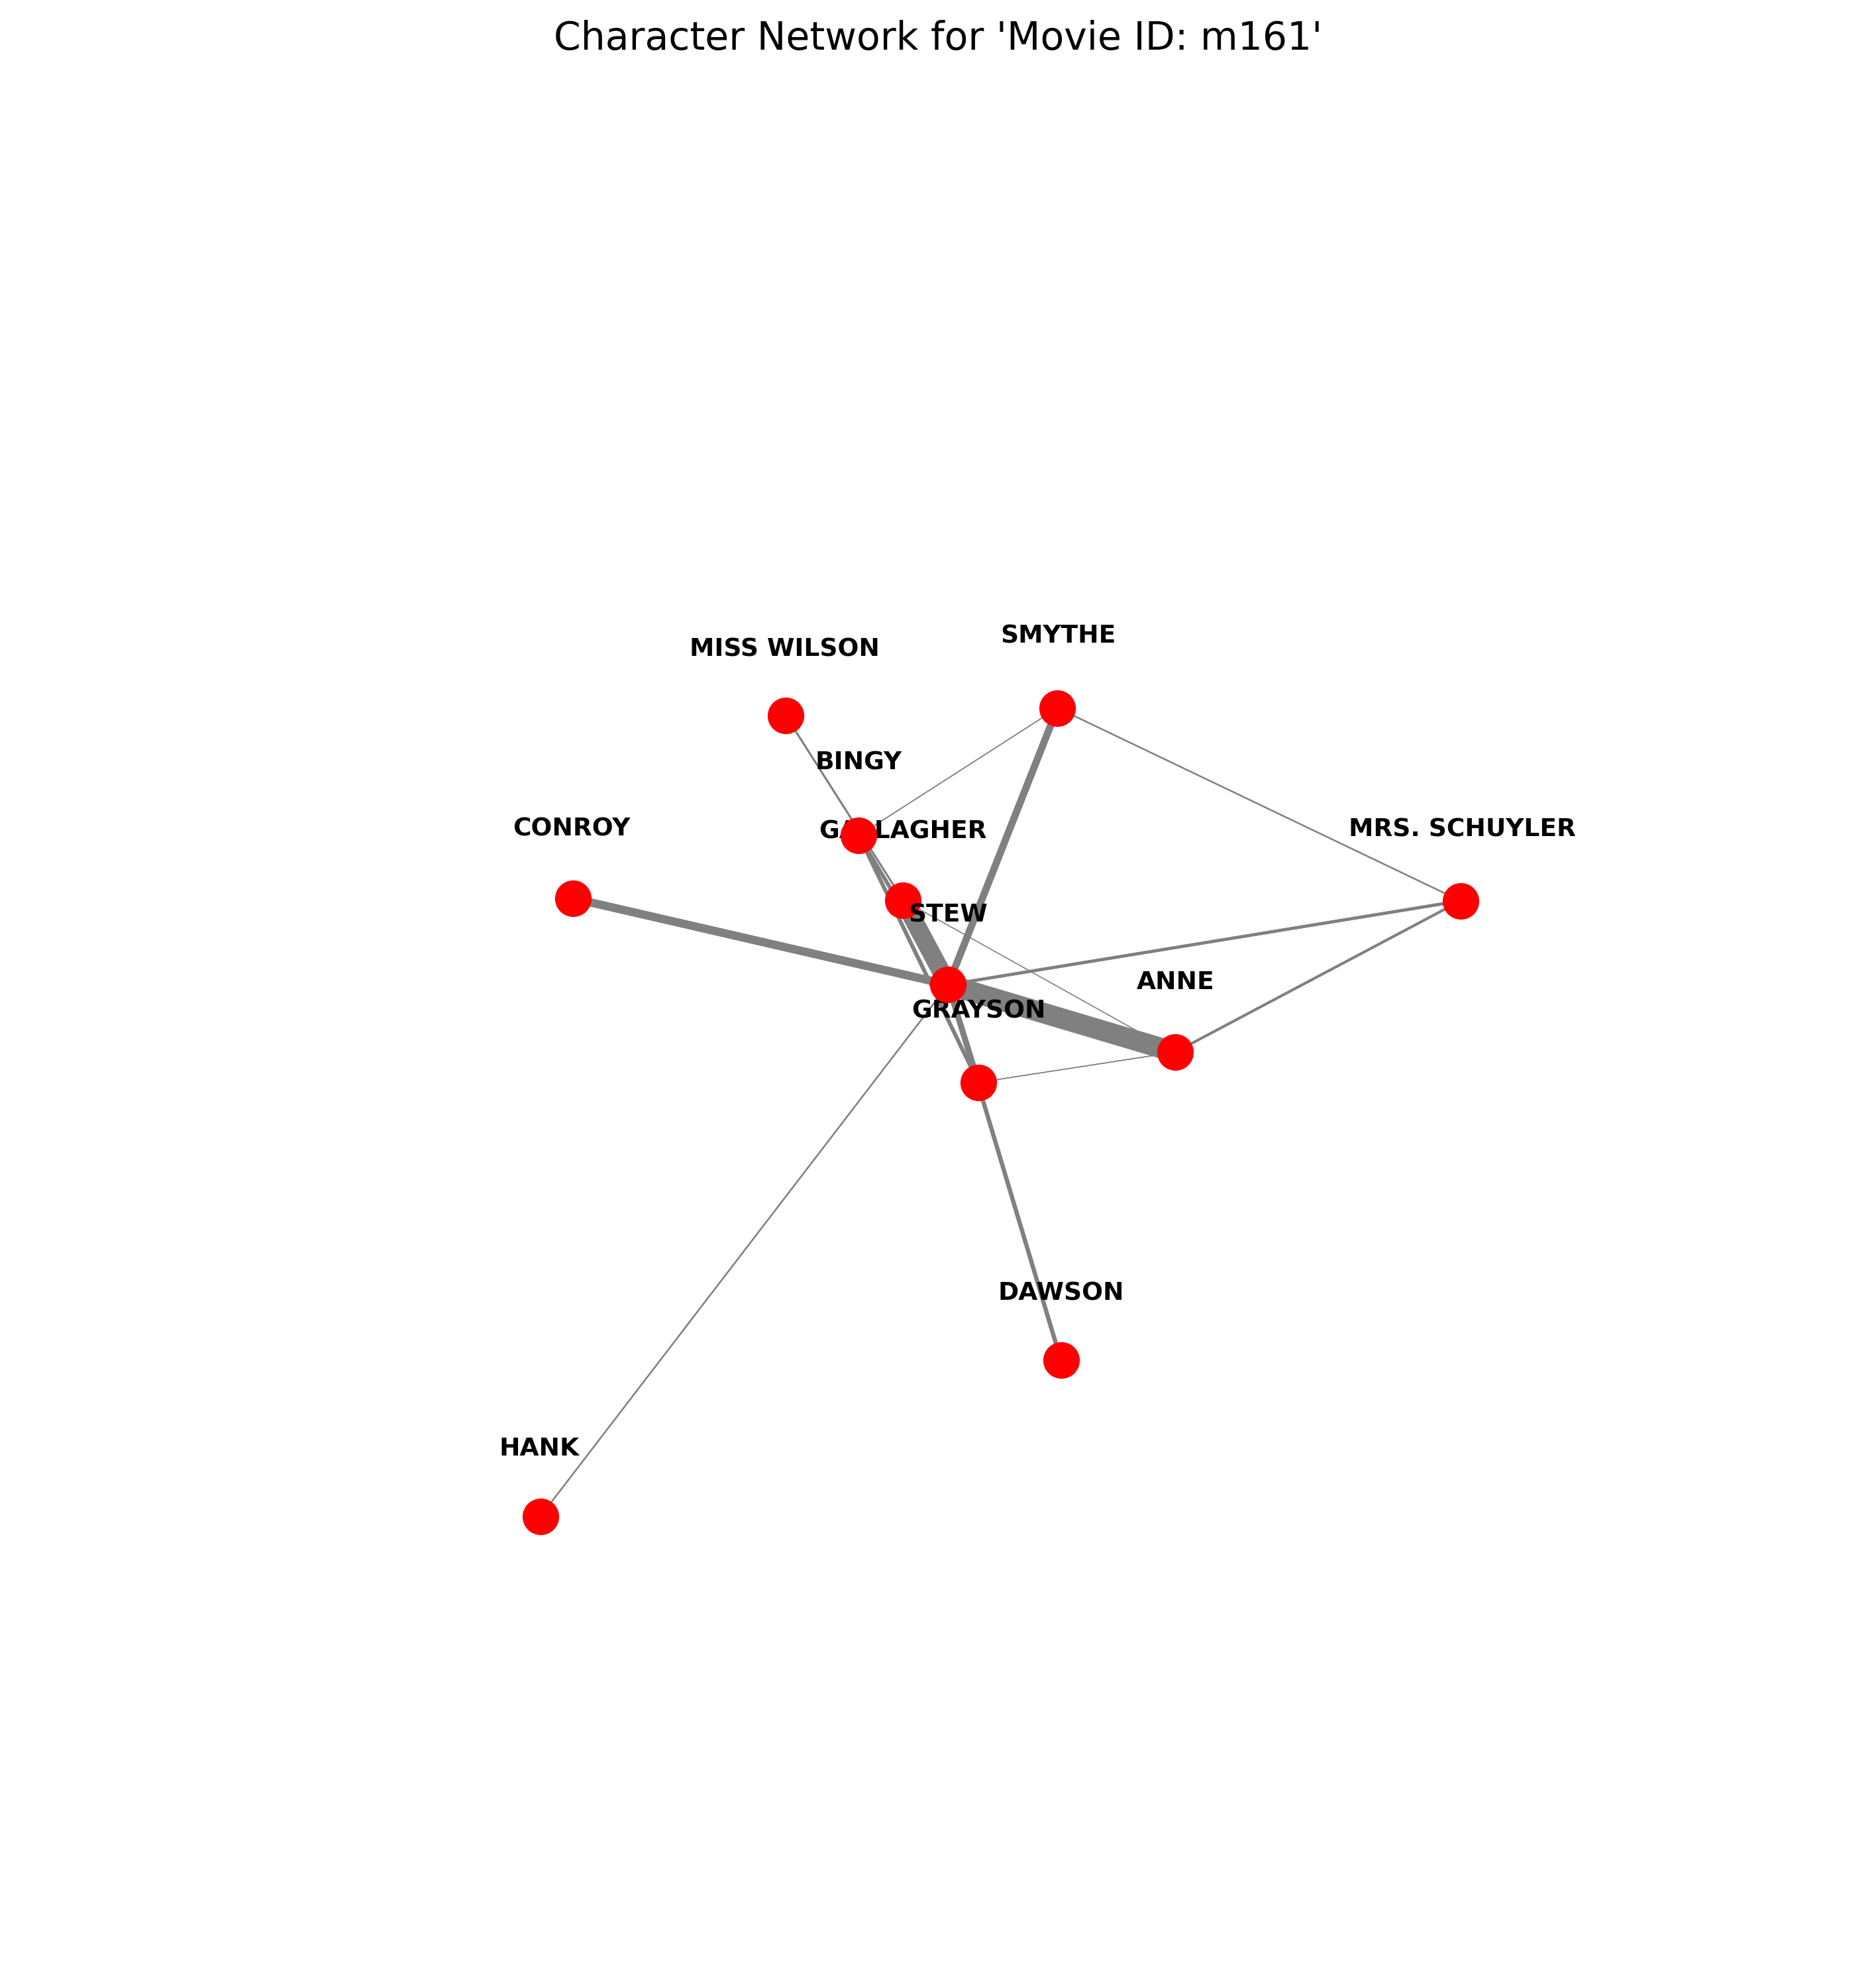 Character Network for 'Movie ID: m161'
SMYTHE
MISS WILSON
BINGY
CONROY
GALLAGHER
MRS. SCHUYLER
STEW
ANNE
GRAYSON
DAWSON
HANK